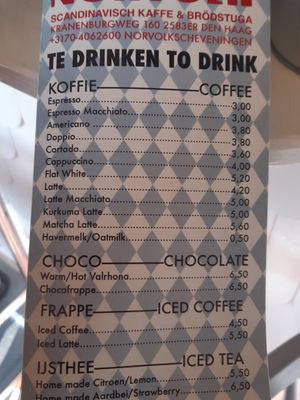 SCANDINAVISCH KAFFE & BRÖDSTUGA
KRANENBURGWEG 160 2583ER DEN HAAG
+3170-4062600 NORVOLKSCHEVENINGEN
TE DRINKEN TO DRINK
KOFFIE COFFEE
Espresso 3,00
Espresso Macchiato 3,00
Americano 3,80
Doppio 3,80
Cortado 3,60
Cappuccino 4,00
Flat White 5,20
Latte 4,20
Latte Macchiato 5,00
Kurkuma Latte 5,00
Matcha Latte 5,60
Havermelk/Oatmilk 0,50
CHOCO CHOCOLATE
Warm/Hot Valrhona 6,50
Chocofrappe 6,50
FRAPPE ICED COFFEE
Iced Coffee 4,50
Iced Latte 5,50
IJSTHEE ICED TEA
Home made Citroen/Lemon 5,50
Home made Aardbei/Strawberry 6,50